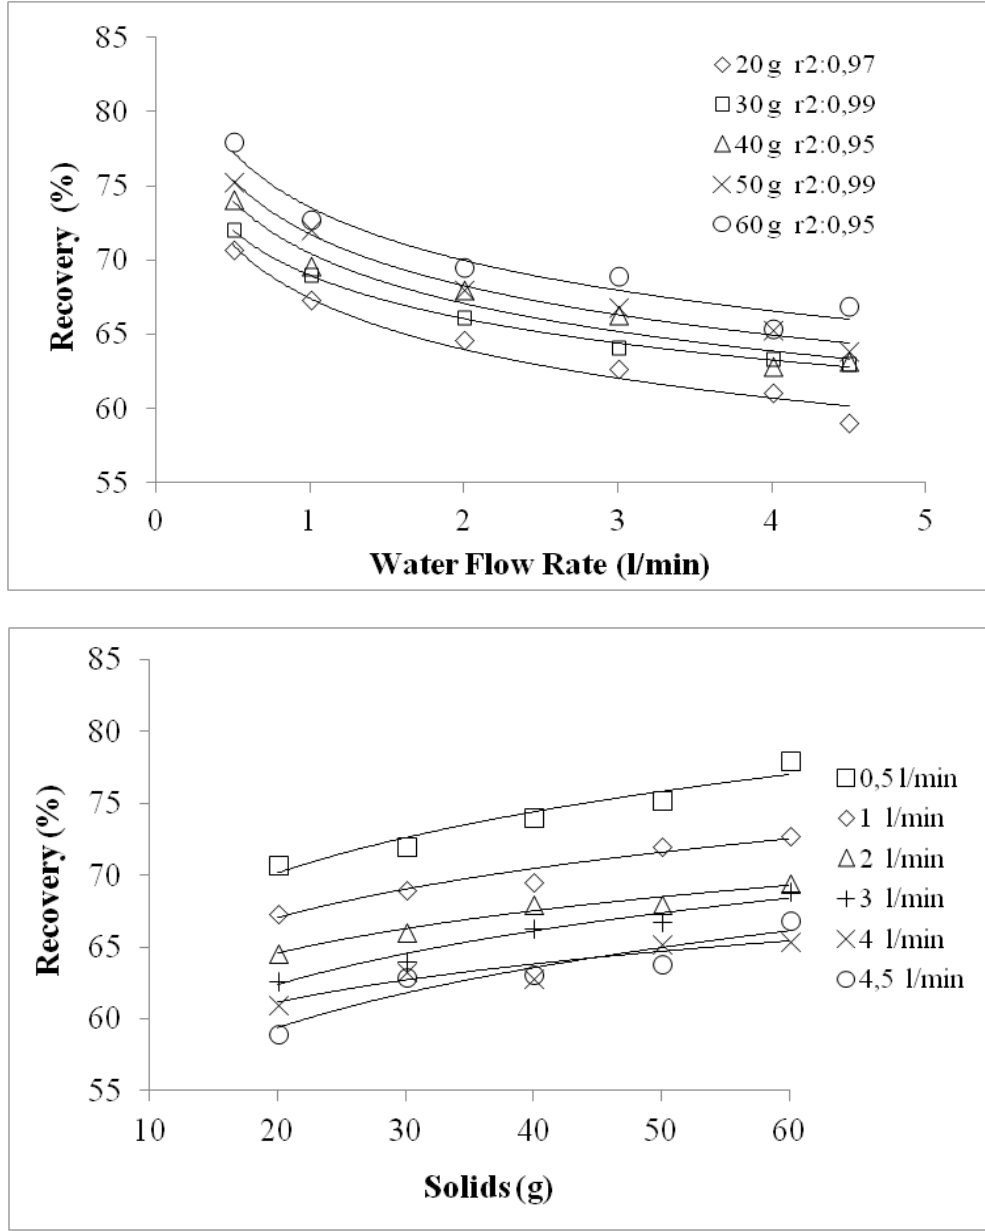 85
80
75
70
65
60
55
Recovery (%)
0 1 2 3 4 5
Water Flow Rate (l/min)
20 g r2:0,97
30 g r2:0,99
40 g r2:0,95
50 g r2:0,99
60 g r2:0,95
85
80
75
70
65
60
55
Recovery (%)
10 20 30 40 50 60
Solids (g)
0,5 l/min
1 l/min
2 l/min
3 l/min
4 l/min
4,5 l/min